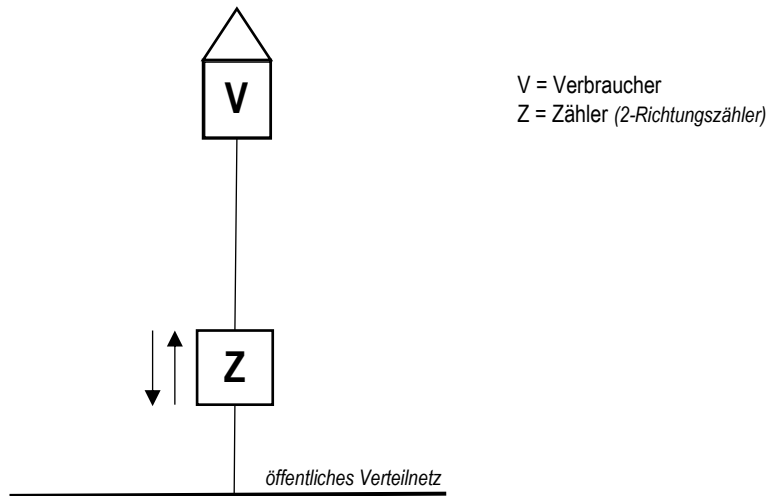 V
V = Verbraucher
Z = Zähler (2-Richtungszähler)
Z
öffentliches Verteilnetz